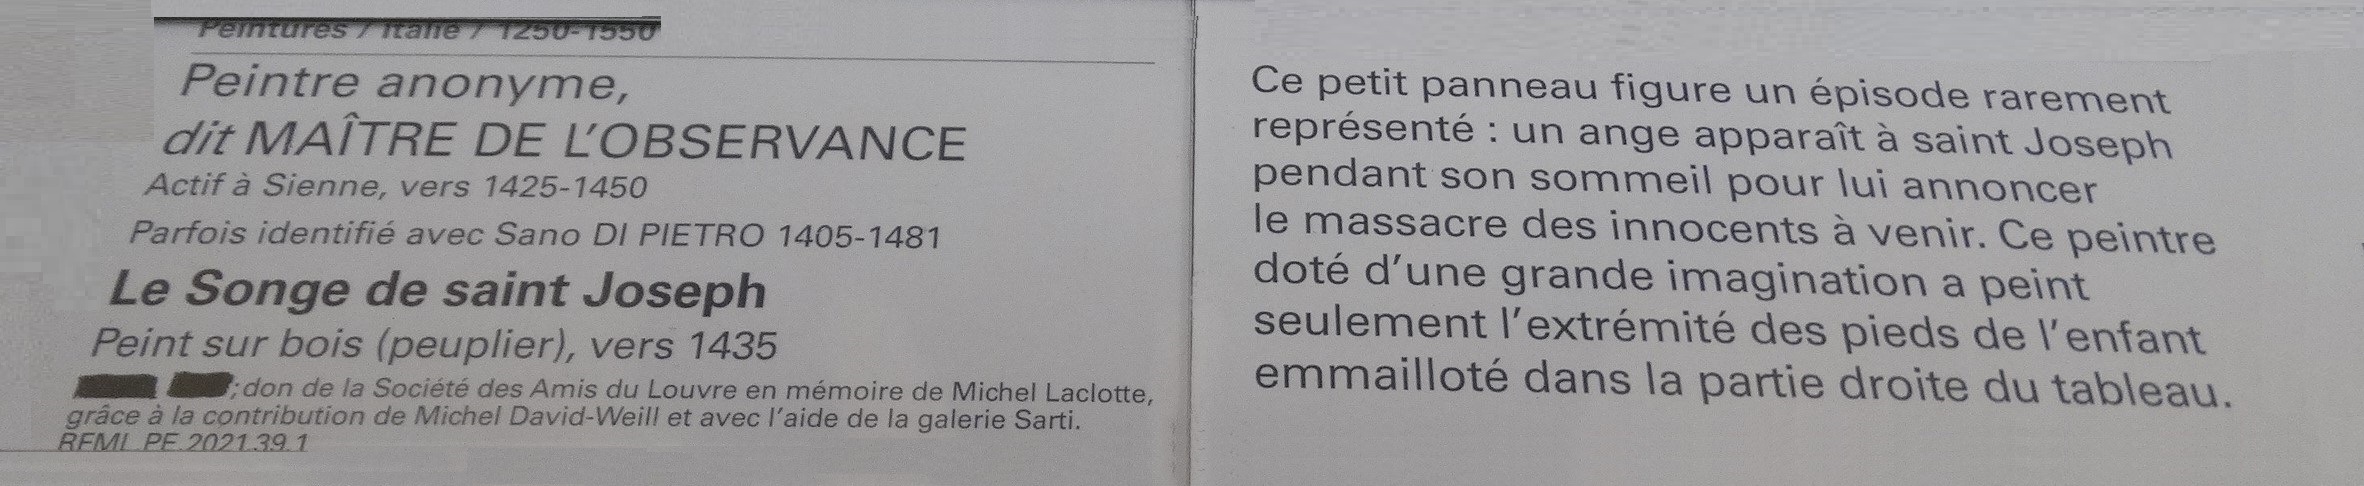 Peintures / Italie / 1250-1550
Peintre anonyme,
dit MAÎTRE DE L'OBSERVANCE
Actif à Sienne, vers 1425-1450
Parfois identifié avec Sano DI PIETRO 1405-1481
Le Songe de saint Joseph
Peint sur bois (peuplier), vers 1435
; don de la Société des Amis du Louvre en mémoire de Michel Laclotte,
grâce à la contribution de Michel David-Weill et avec l'aide de la galerie Sarti.
RFML.PE.2021.39.1
Ce petit panneau figure un épisode rarement
représenté : un ange apparaît à saint Joseph
pendant son sommeil pour lui annoncer
le massacre des innocents à venir. Ce peintre
doté d'une grande imagination a peint
seulement l'extrémité des pieds de l'enfant
emmailloté dans la partie droite du tableau.